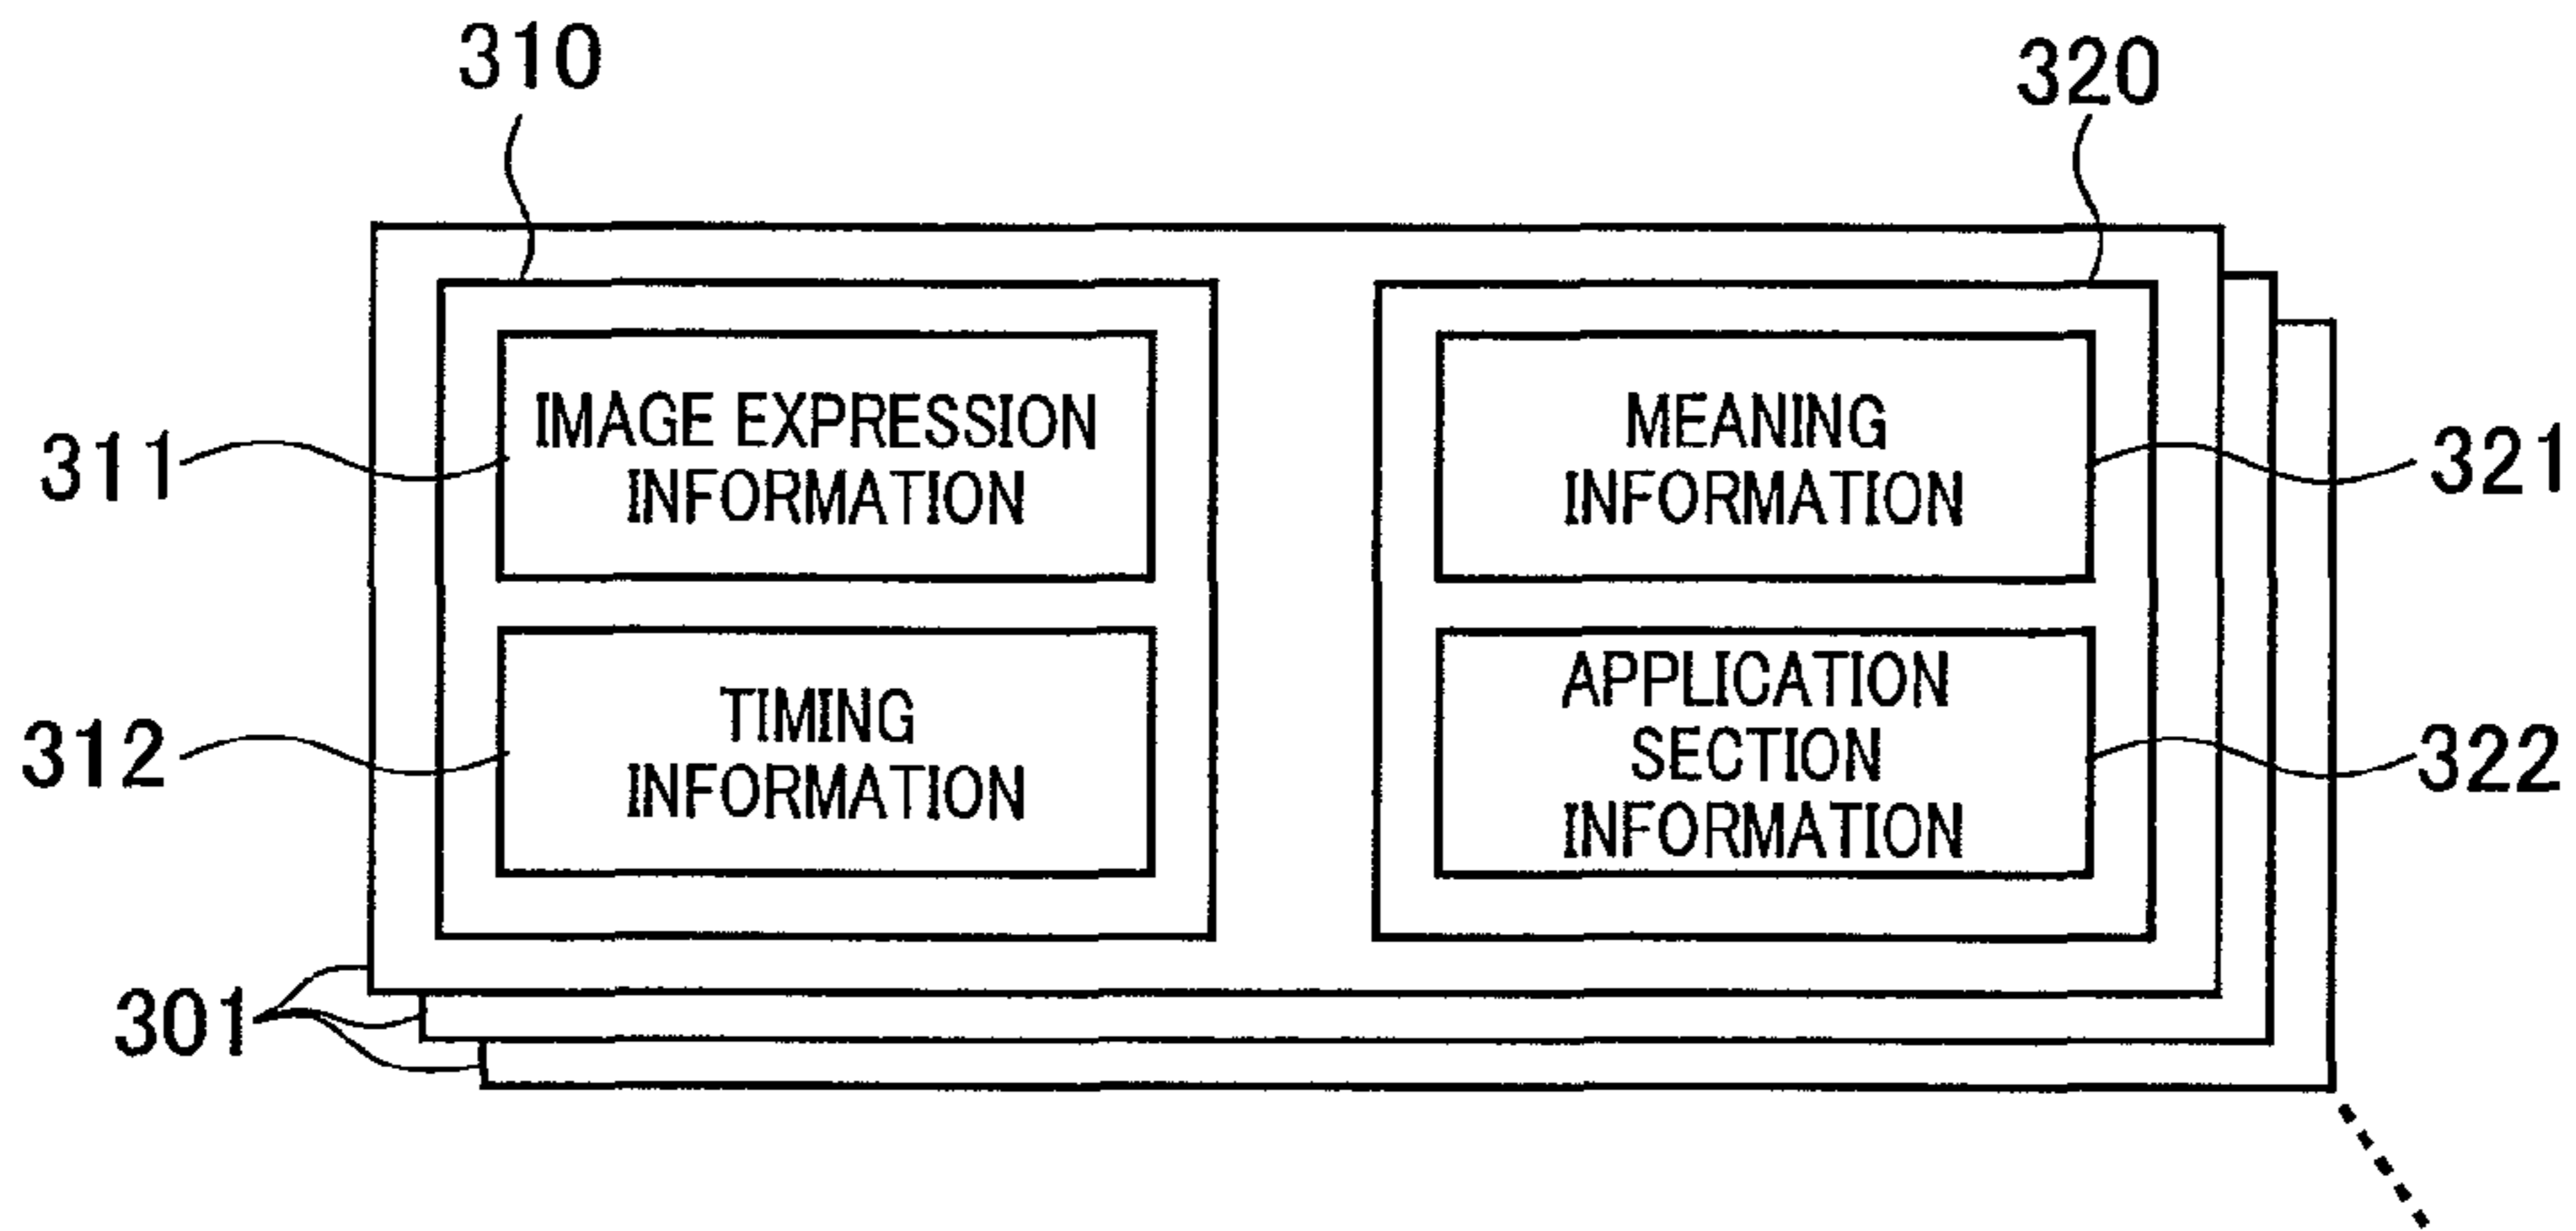 310
320
311
IMAGE EXPRESSION
INFORMATION
MEANING
INFORMATION
321
312
TIMING
INFORMATION
APPLICATION
SECTION
INFORMATION
322
301